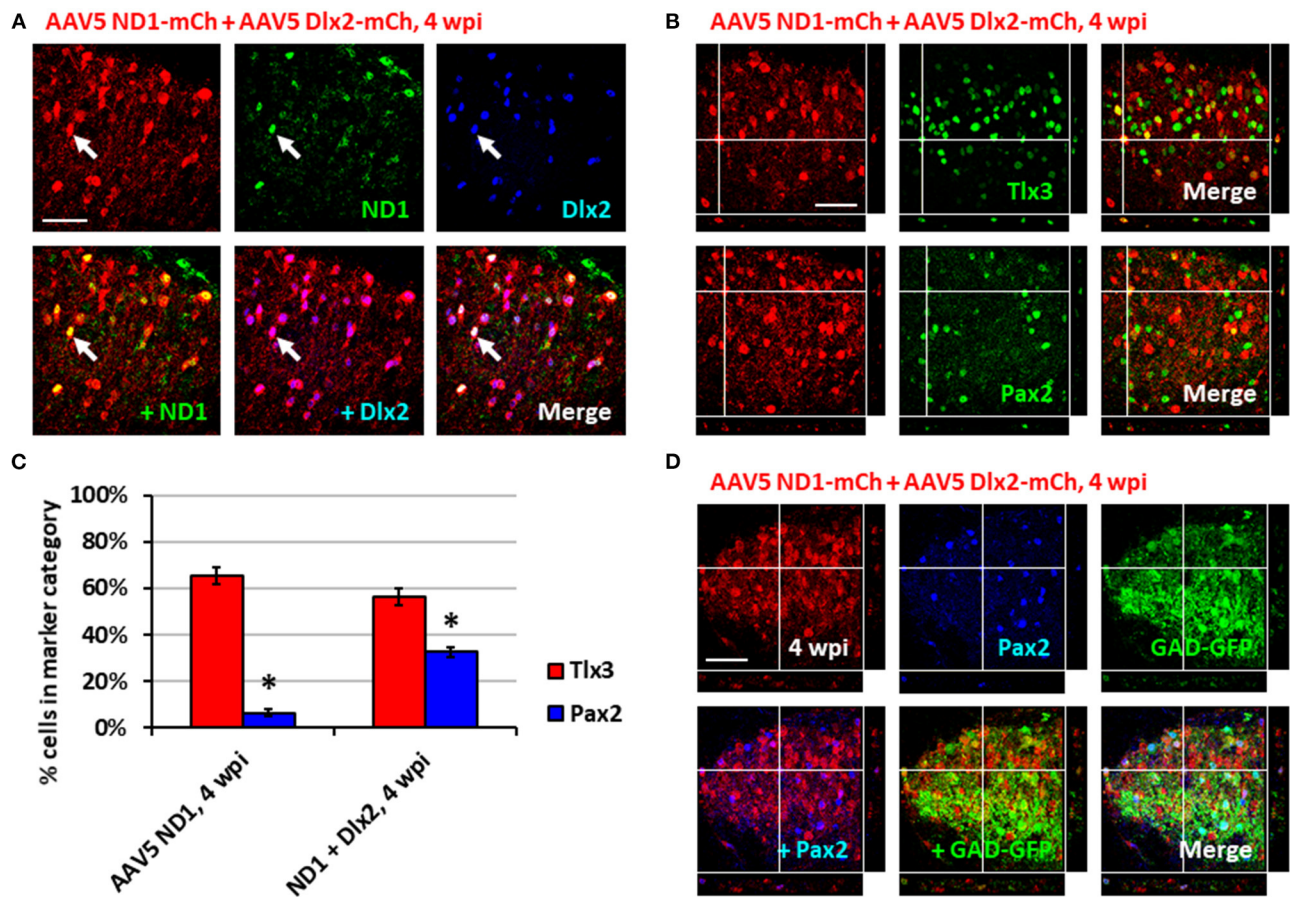 A
AAV5 ND1-mCh + AAV5 Dlx2-mCh, 4 wpi
ND1
Dlx2
+ ND1
+ Dlx2
Merge
B
AAV5 ND1-mCh + AAV5 Dlx2-mCh, 4 wpi
Tlx3
Merge
Pax2
Merge
C
% cells in marker category
100%
80%
60%
40%
20%
0%
*
*
AAV5 ND1, 4 wpi
ND1 + Dlx2, 4 wpi
Tlx3
Pax2
D
AAV5 ND1-mCh + AAV5 Dlx2-mCh, 4 wpi
4 wpi
Pax2
GAD-GFP
+ Pax2
+ GAD-GFP
Merge